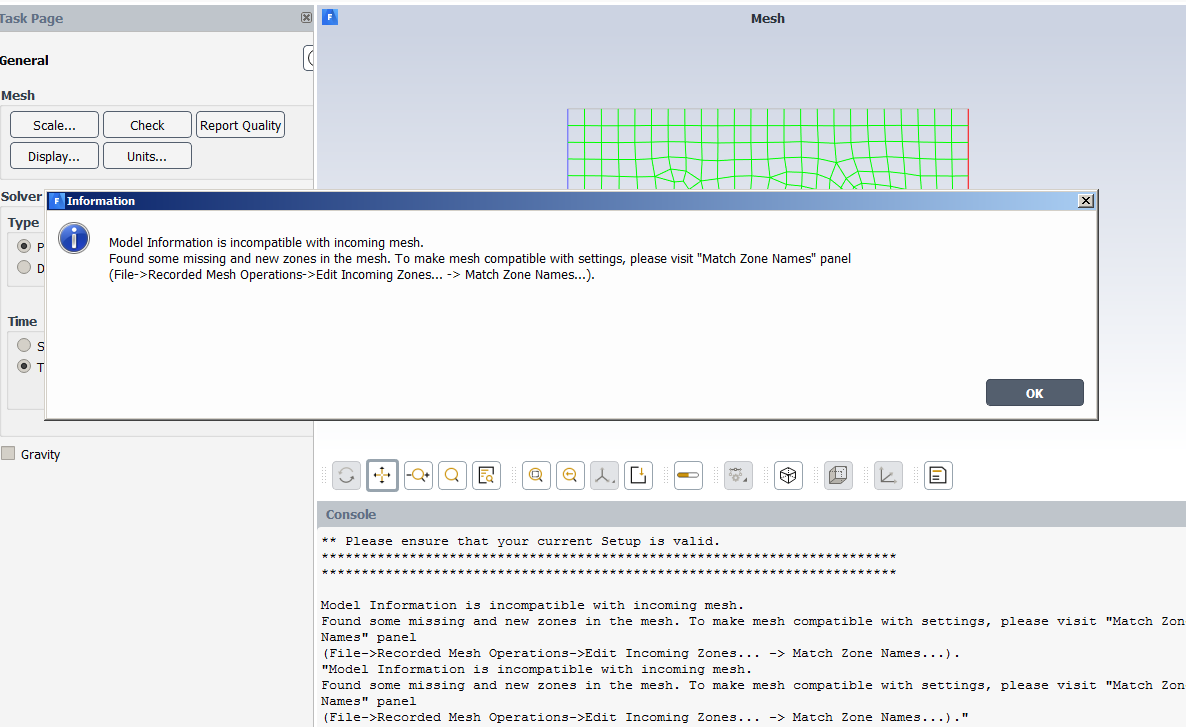 Task Page
F
Mesh
General
Mesh
Scale...
Check
Report Quality
Display...
Units...
Solver
Type
P
D
Time
S
T
Gravity
F Information
Model Information is incompatible with incoming mesh.
Found some missing and new zones in the mesh. To make mesh compatible with settings, please visit "Match Zone Names" panel
(File->Recorded Mesh Operations->Edit Incoming Zones... -> Match Zone Names...).
OK
Console
** Please ensure that your current Setup is valid.
************************************************************************
************************************************************************
Model Information is incompatible with incoming mesh.
Found some missing and new zones in the mesh. To make mesh compatible with settings, please visit "Match Zon
Names" panel
(File->Recorded Mesh Operations->Edit Incoming Zones... -> Match Zone Names...).
"Model Information is incompatible with incoming mesh.
Found some missing and new zones in the mesh. To make mesh compatible with settings, please visit "Match Zon
Names" panel
(File->Recorded Mesh Operations->Edit Incoming Zones... -> Match Zone Names...)."